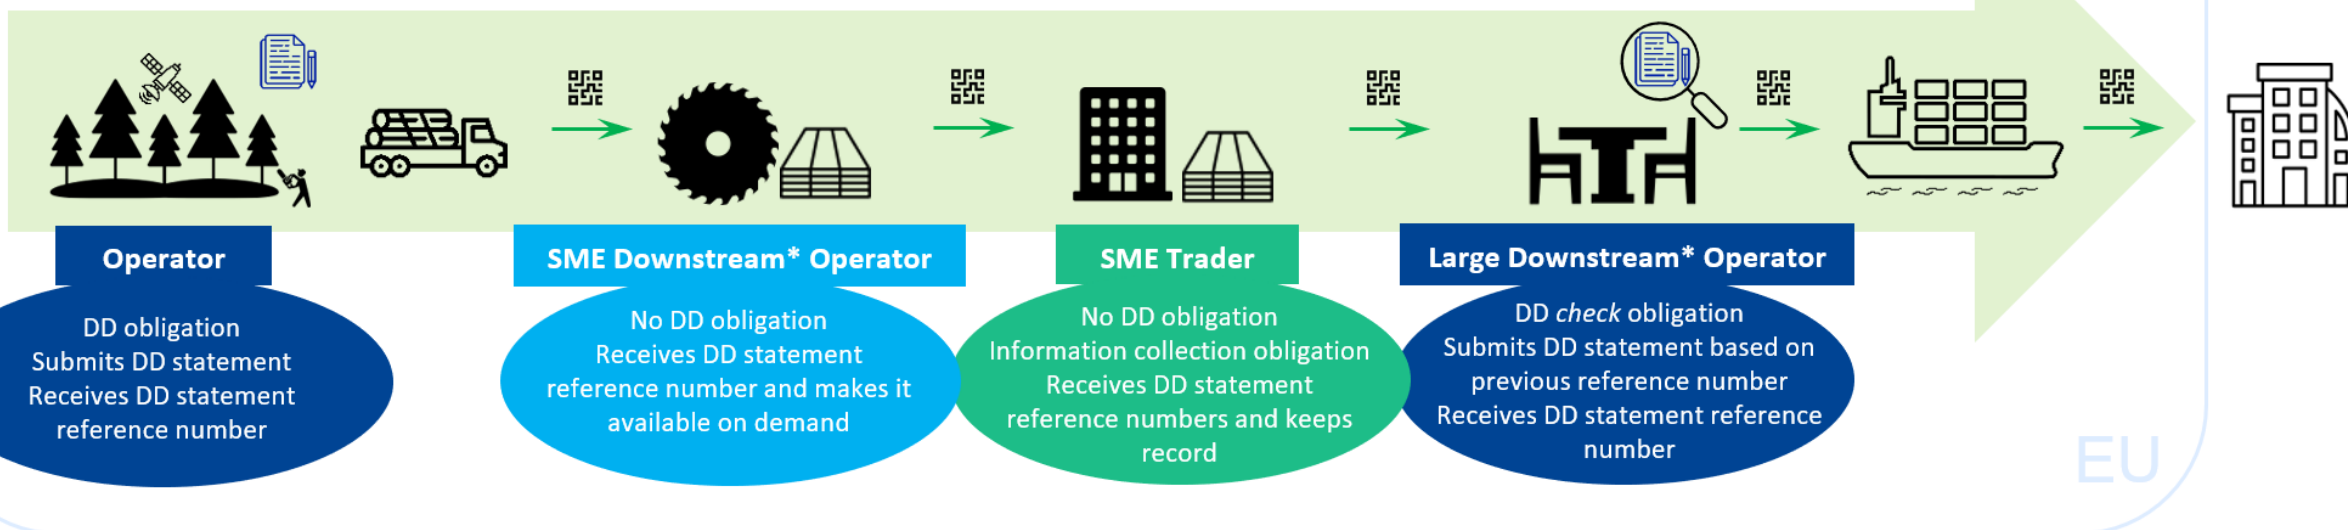 Operator
DD obligation
Submits DD statement
Receives DD statement
reference number
SME Downstream* Operator
No DD obligation
Receives DD statement
reference number and makes it
available on demand
SME Trader
No DD obligation
Information collection obligation
Receives DD statement
reference numbers and keeps
record
Large Downstream* Operator
DD check obligation
Submits DD statement based on
previous reference number
Receives DD statement reference
number
EU